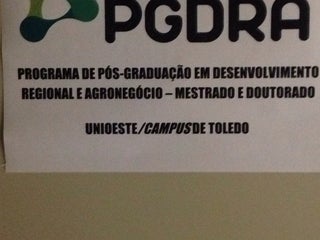 PGDRA
PROGRAMA DE PÓS-GRADUAÇÃO EM DESENVOLVIMENTO
REGIONAL E AGRONEGÓCIO – MESTRADO E DOUTORADO
UNIOESTE/CAMPUS DE TOLEDO